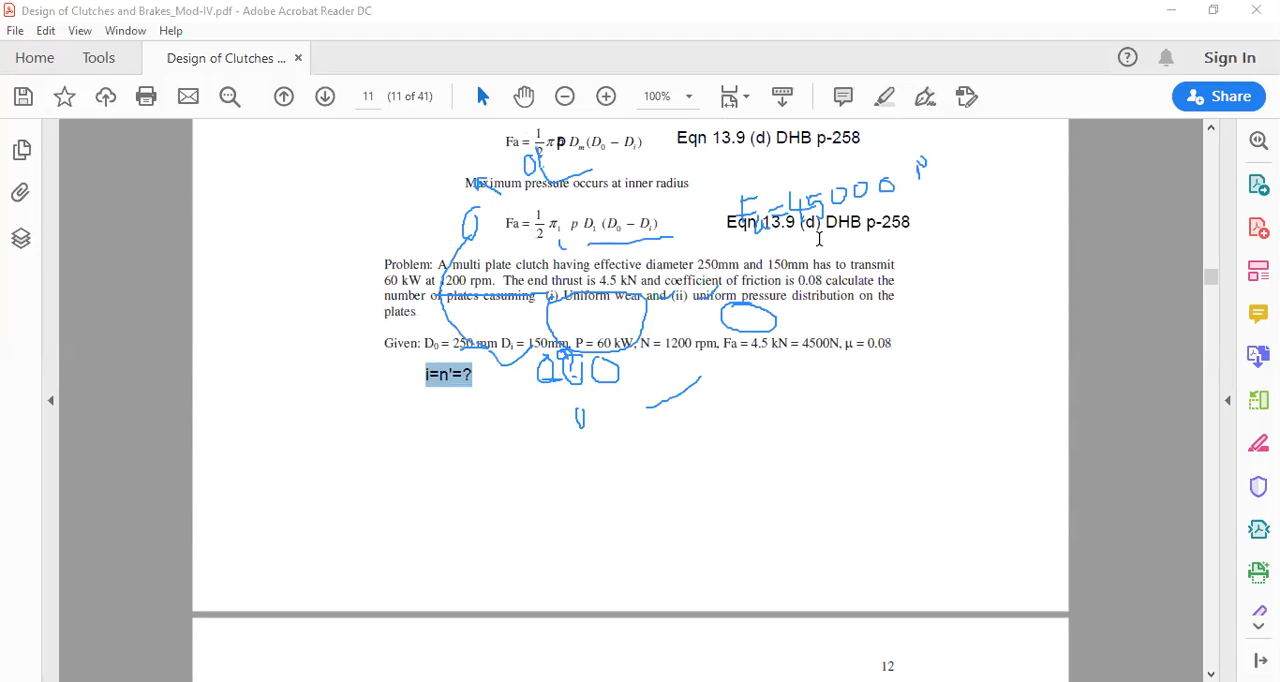 Design of Clutches and Brakes_Mod-IV.pdf - Adobe Acrobat Reader DC
File Edit View Window Help
Home Tools Design of Clutches ... × Sign In
11 (11 of 41) 100% Share
Fa = 1/2 π p Dm (D0 − Di) Eqn 13.9 (d) DHB p-258
Maximum pressure occurs at inner radius
Fa = 45000 N
Fa = 1/2 π p Di (D0 − Di) Eqn 13.9 (d) DHB p-258
Problem: A multi plate clutch having effective diameter 250mm and 150mm has to transmit
60 kW at 1200 rpm. The end thrust is 4.5 kN and coefficient of friction is 0.08 calculate the
number of plates easuming (i) Uniform wear and (ii) uniform pressure distribution on the
plates
Given: D0 = 250 mm Di = 150mm, P = 60 kW, N = 1200 rpm, Fa = 4.5 kN = 4500N, μ = 0.08
i=n'=?
12